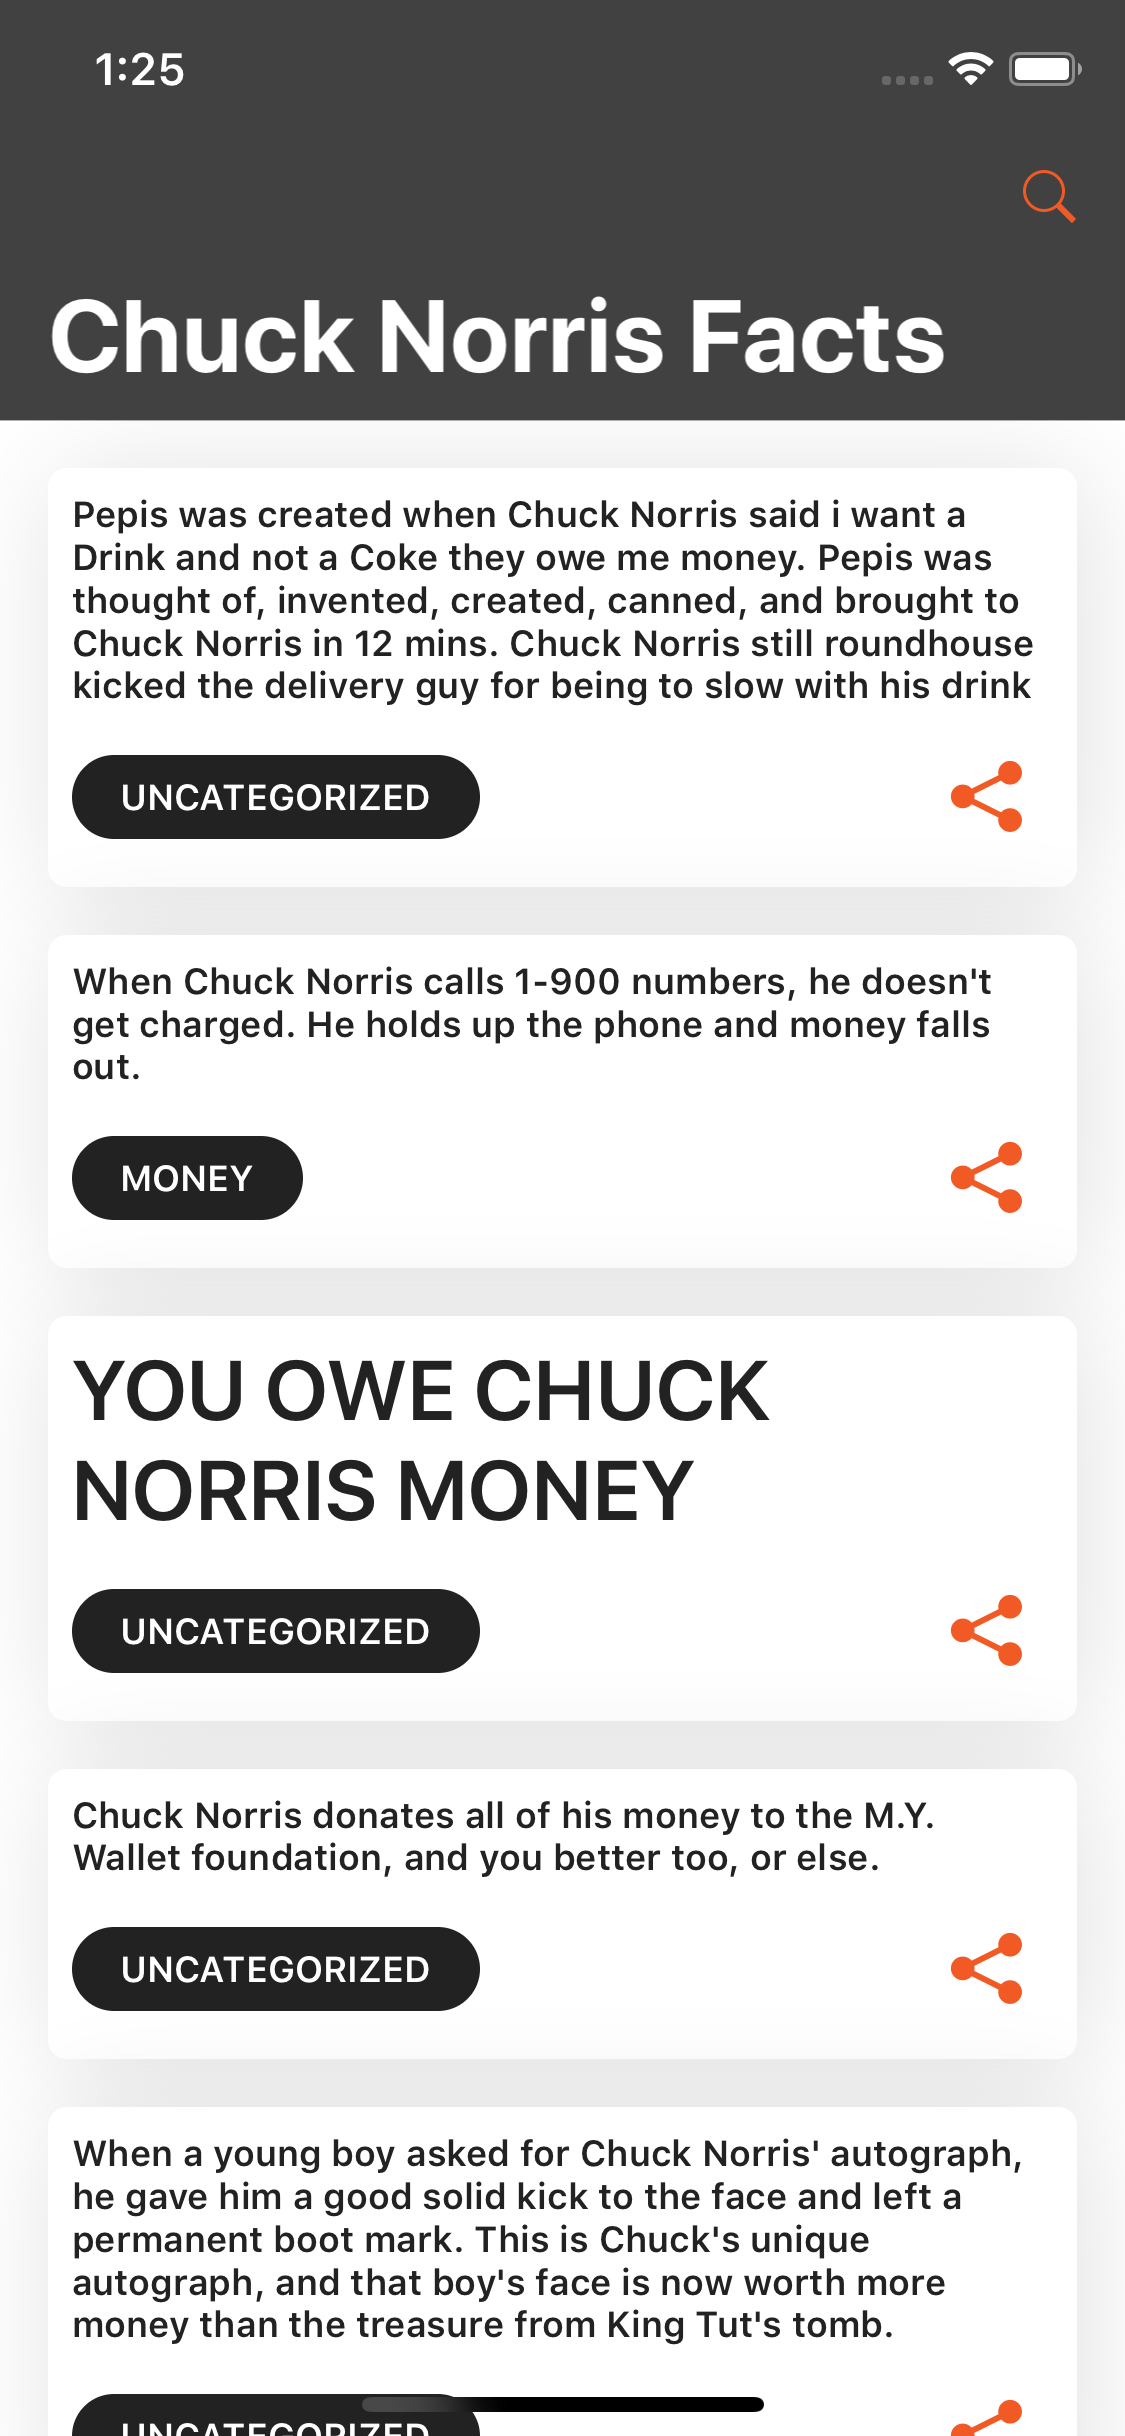 1:25
Chuck Norris Facts
Pepis was created when Chuck Norris said i want a
Drink and not a Coke they owe me money. Pepis was
thought of, invented, created, canned, and brought to
Chuck Norris in 12 mins. Chuck Norris still roundhouse
kicked the delivery guy for being to slow with his drink
UNCATEGORIZED
When Chuck Norris calls 1-900 numbers, he doesn't
get charged. He holds up the phone and money falls
out.
MONEY
YOU OWE CHUCK
NORRIS MONEY
UNCATEGORIZED
Chuck Norris donates all of his money to the M.Y.
Wallet foundation, and you better too, or else.
UNCATEGORIZED
When a young boy asked for Chuck Norris' autograph,
he gave him a good solid kick to the face and left a
permanent boot mark. This is Chuck's unique
autograph, and that boy's face is now worth more
money than the treasure from King Tut's tomb.
UNCATEGORIZED